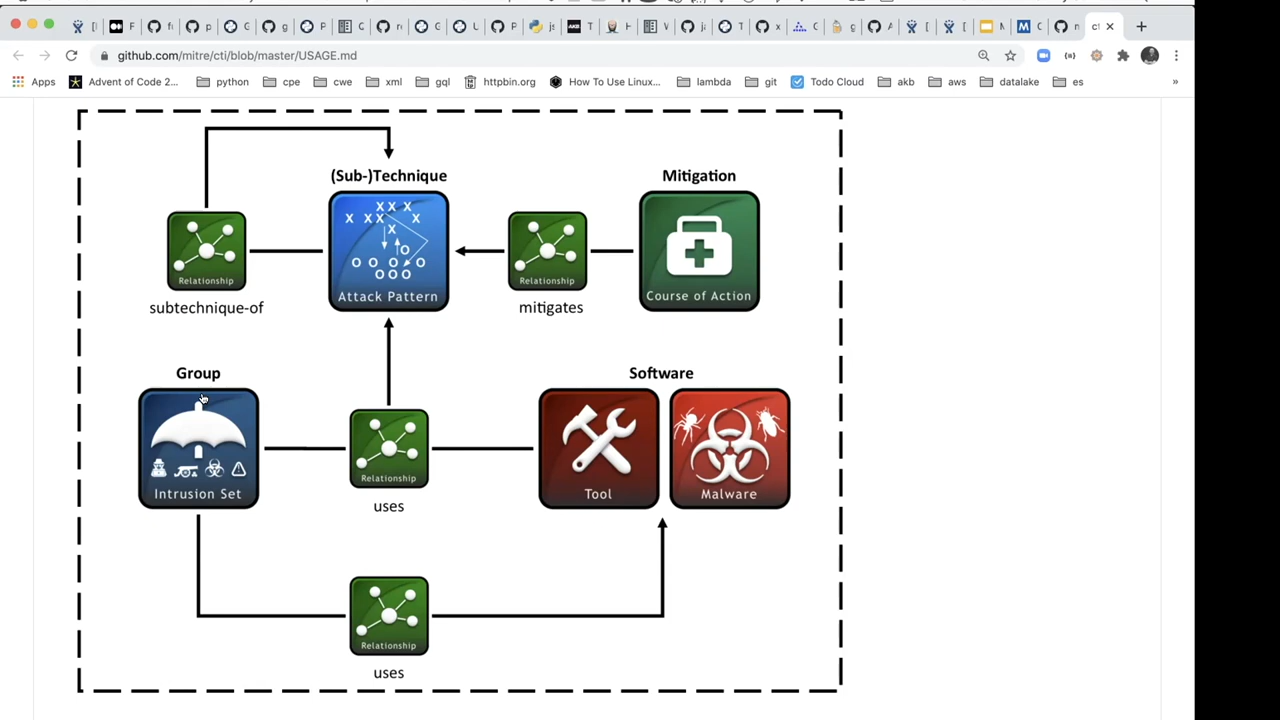 github.com/mitre/cti/blob/master/USAGE.md
Apps Advent of Code 2... python cpe cwe xml gql httpbin.org How To Use Linux... lambda git Todo Cloud akb aws datalake es »
(Sub-)Technique Mitigation
Relationship Attack Pattern Relationship Course of Action
subtechnique-of mitigates
Group Software
Intrusion Set Relationship Tool Malware
uses
Relationship
uses